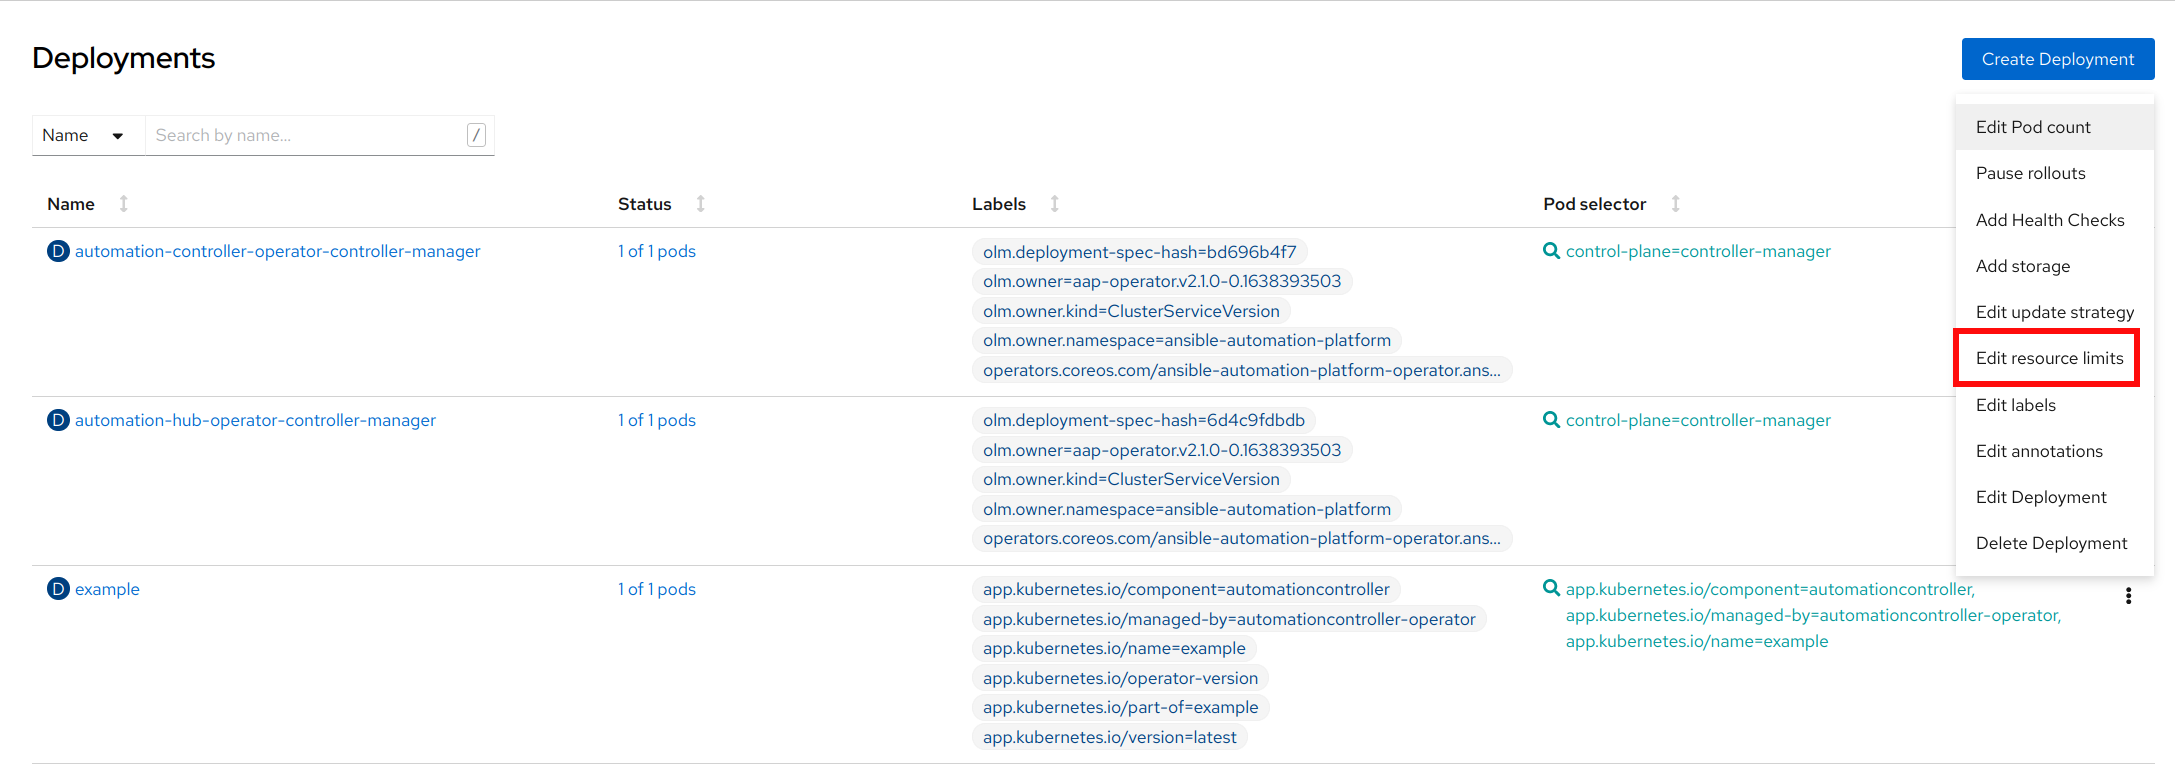 Deployments
Create Deployment
Name
Search by name...
/
Name
Status
Labels
Pod selector
D automation-controller-operator-controller-manager
1 of 1 pods
olm.deployment-spec-hash=bd696b4f7
olm.owner=aap-operator.v2.1.0-0.1638393503
olm.owner.kind=ClusterServiceVersion
olm.owner.namespace=ansible-automation-platform
operators.coreos.com/ansible-automation-platform-operator.ans...
control-plane=controller-manager
D automation-hub-operator-controller-manager
1 of 1 pods
olm.deployment-spec-hash=6d4c9fdbdb
olm.owner=aap-operator.v2.1.0-0.1638393503
olm.owner.kind=ClusterServiceVersion
olm.owner.namespace=ansible-automation-platform
operators.coreos.com/ansible-automation-platform-operator.ans...
control-plane=controller-manager
D example
1 of 1 pods
app.kubernetes.io/component=automationcontroller
app.kubernetes.io/managed-by=automationcontroller-operator
app.kubernetes.io/name=example
app.kubernetes.io/operator-version
app.kubernetes.io/part-of=example
app.kubernetes.io/version=latest
app.kubernetes.io/component=automationcontroller,
app.kubernetes.io/managed-by=automationcontroller-operator,
app.kubernetes.io/name=example
Edit Pod count
Pause rollouts
Add Health Checks
Add storage
Edit update strategy
Edit resource limits
Edit labels
Edit annotations
Edit Deployment
Delete Deployment